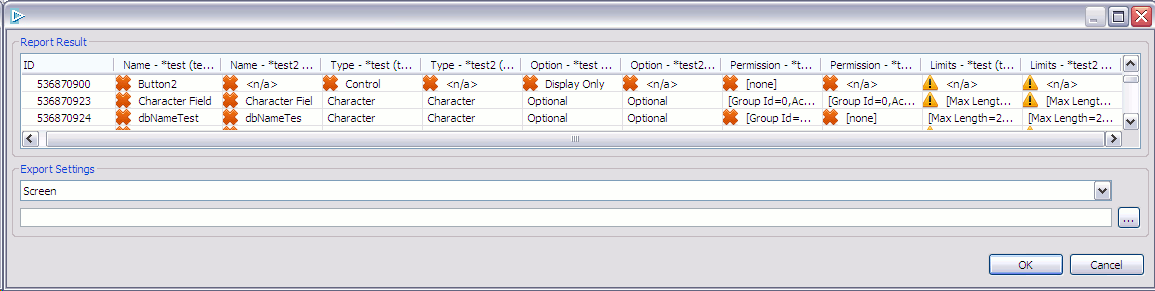 Report Result
ID Name - *test (te... Name - *test2 ... Type - *test (t... Type - *test2 (... Option - *test ... Option - *test2... Permission - *t... Permission - *t... Limits - *test (t... Limits - *test2 ...
536870900 Button2 <n/a> Control <n/a> Display Only <n/a> [none] <n/a> <n/a> <n/a>
536870923 Character Field Character Fiel Character Character Optional Optional [Group Id=0,Ac... [Group Id=0,Ac... [Max Lengt... [Max Leng...
536870924 dbNameTest dbNameTes Character Character Optional Optional [Group Id=... [none] [Max Length=2... [Max Length=2...
Export Settings
Screen
...
OK Cancel